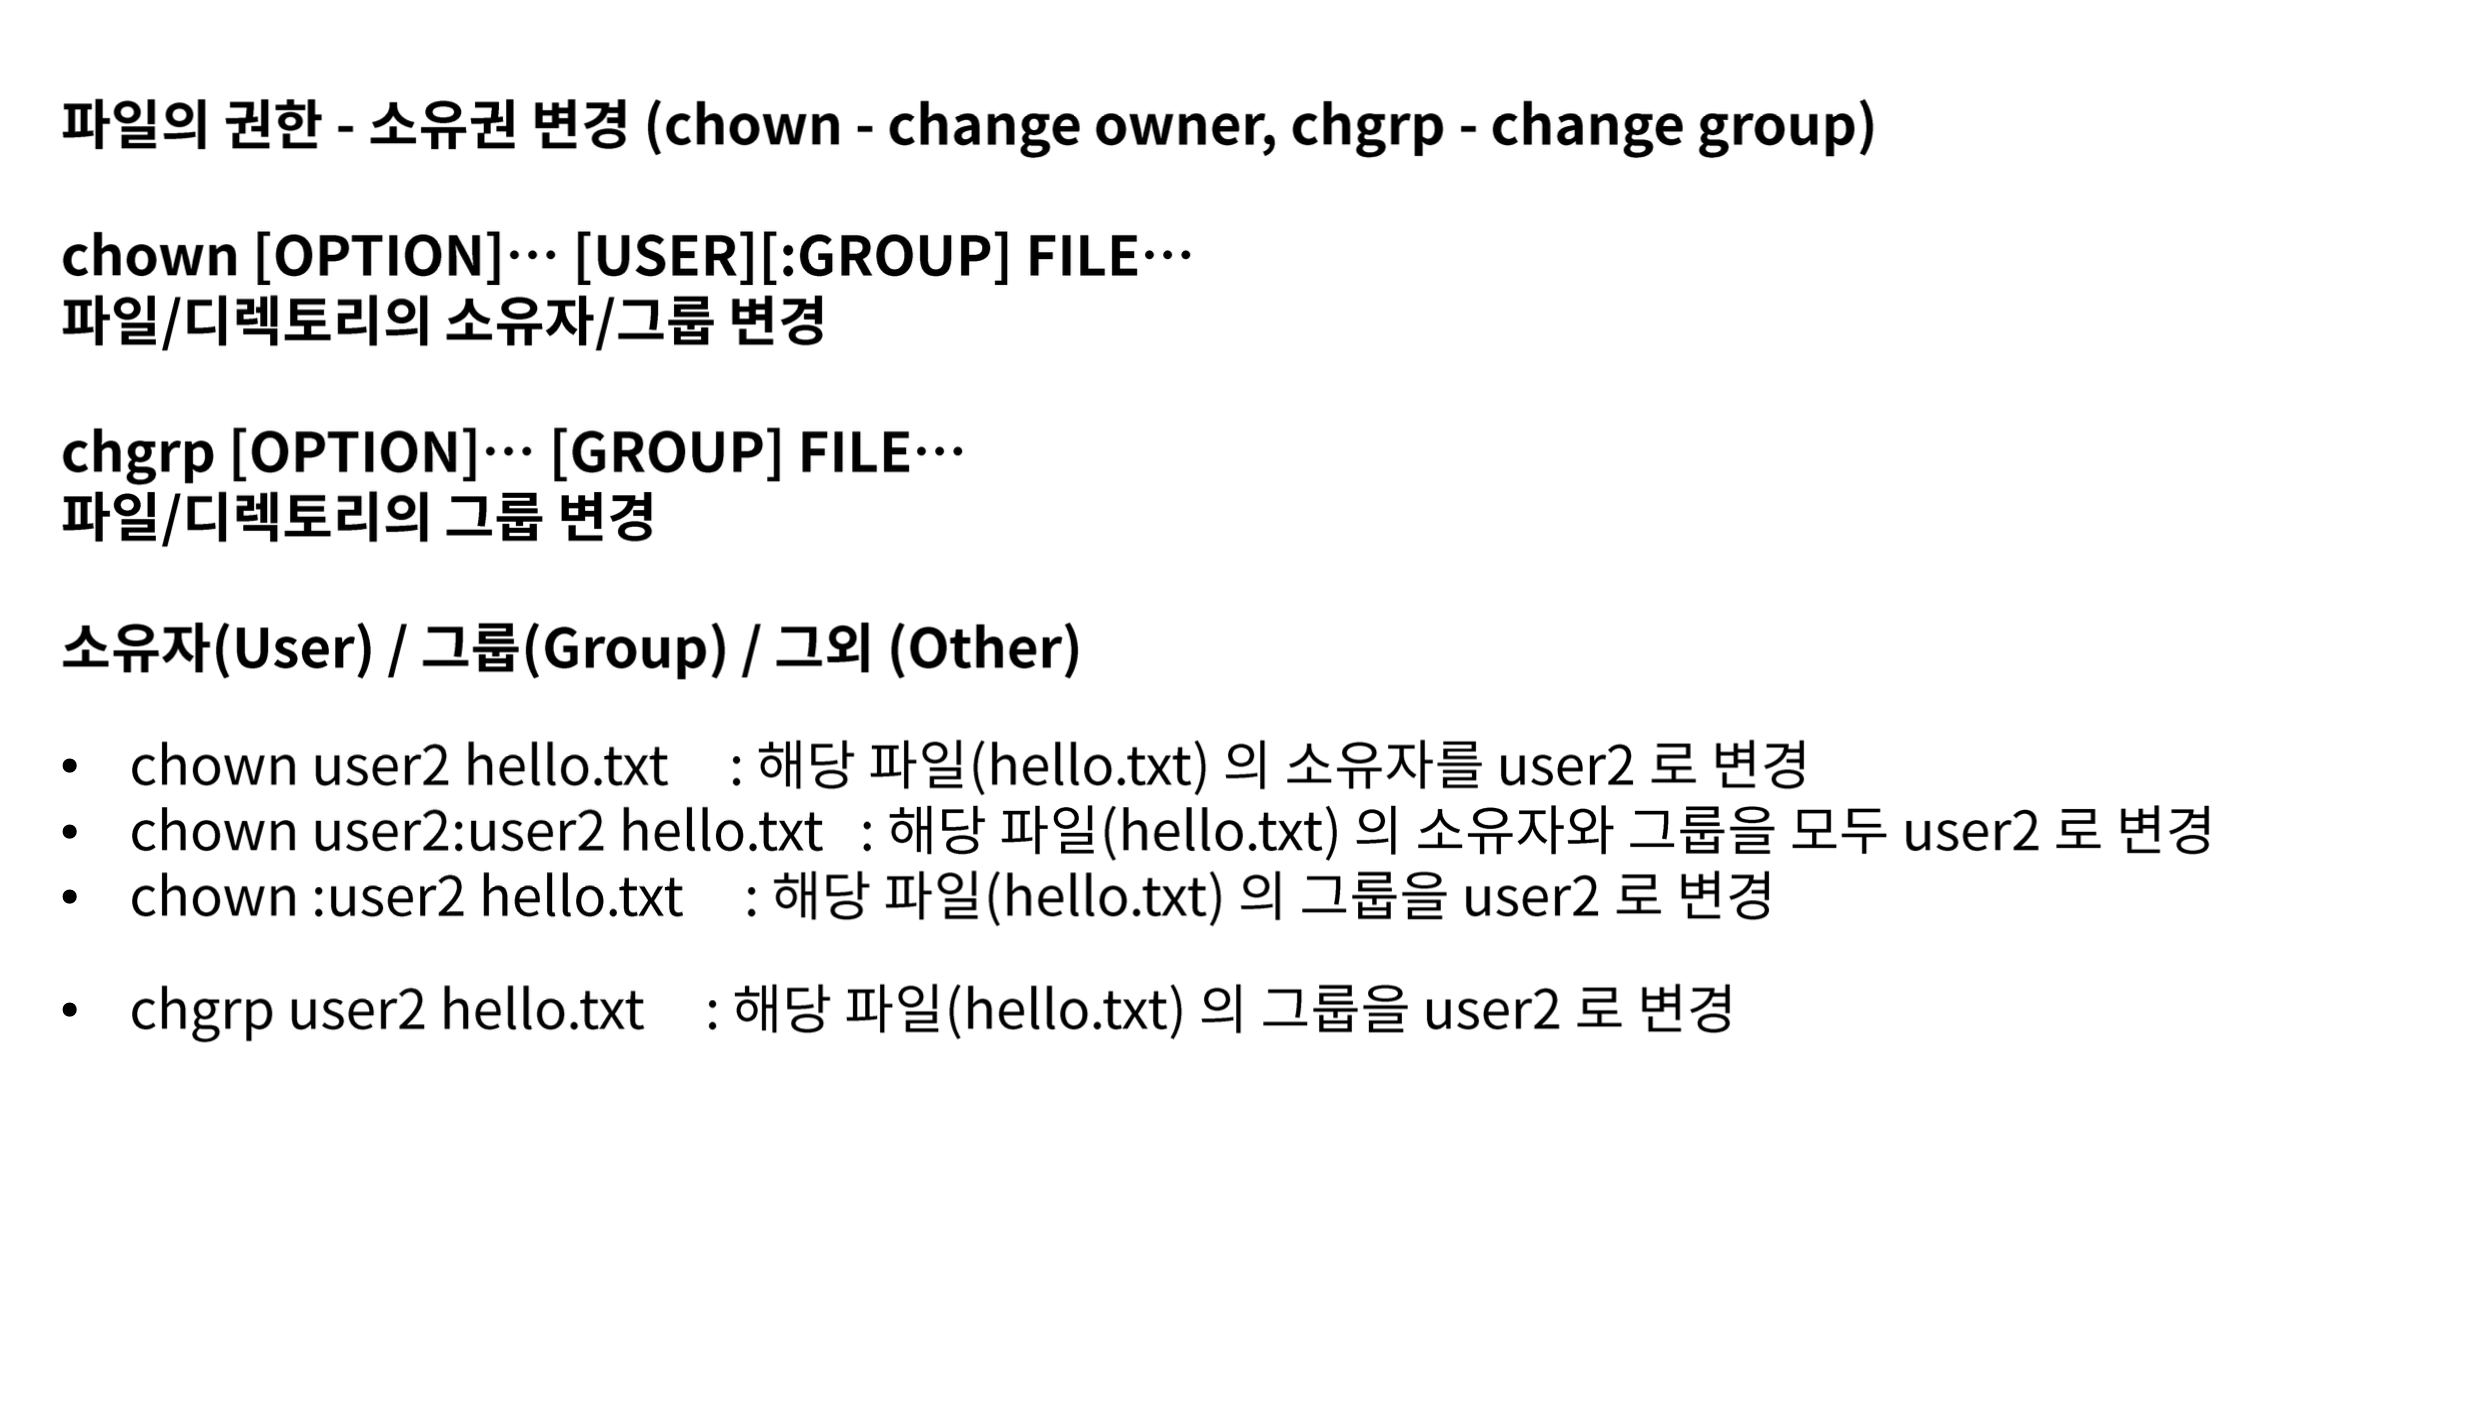 파일의 권한 - 소유권 변경 (chown - change owner, chgrp - change group)
chown [OPTION]… [USER][:GROUP] FILE…
파일/디렉토리의 소유자/그룹 변경
chgrp [OPTION]… [GROUP] FILE…
파일/디렉토리의 그룹 변경
소유자(User) / 그룹(Group) / 그외 (Other)
• chown user2 hello.txt : 해당 파일(hello.txt) 의 소유자를 user2 로 변경
• chown user2:user2 hello.txt : 해당 파일(hello.txt) 의 소유자와 그룹을 모두 user2 로 변경
• chown :user2 hello.txt : 해당 파일(hello.txt) 의 그룹을 user2 로 변경
• chgrp user2 hello.txt : 해당 파일(hello.txt) 의 그룹을 user2 로 변경